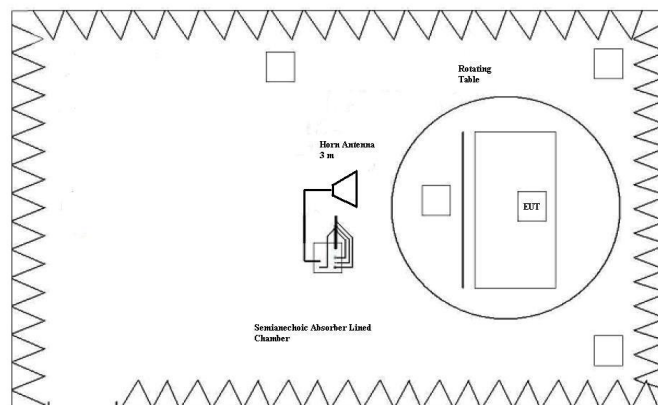 Rotating
Table
Horn Antenna
3 m
EUT
Semianechoic Absorber Lined
Chamber